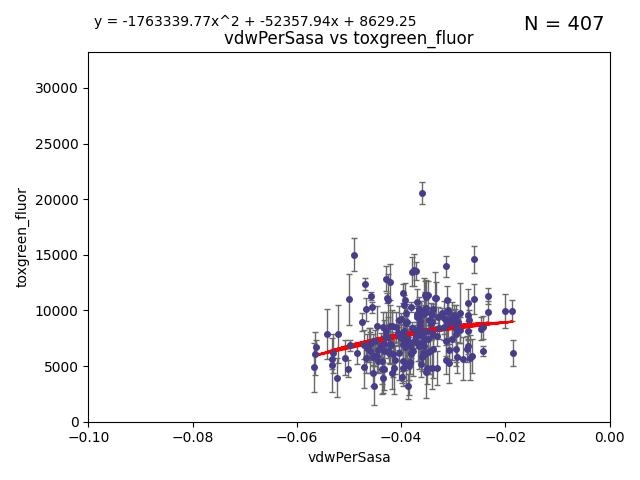 y = -1763339.77x^2 + -52357.94x + 8629.25
N = 407
vdwPerSasa vs toxgreen_fluor
30000
25000
20000
15000
10000
5000
0
toxgreen_fluor
−0.10
−0.08
−0.06
−0.04
−0.02
0.00
vdwPerSasa